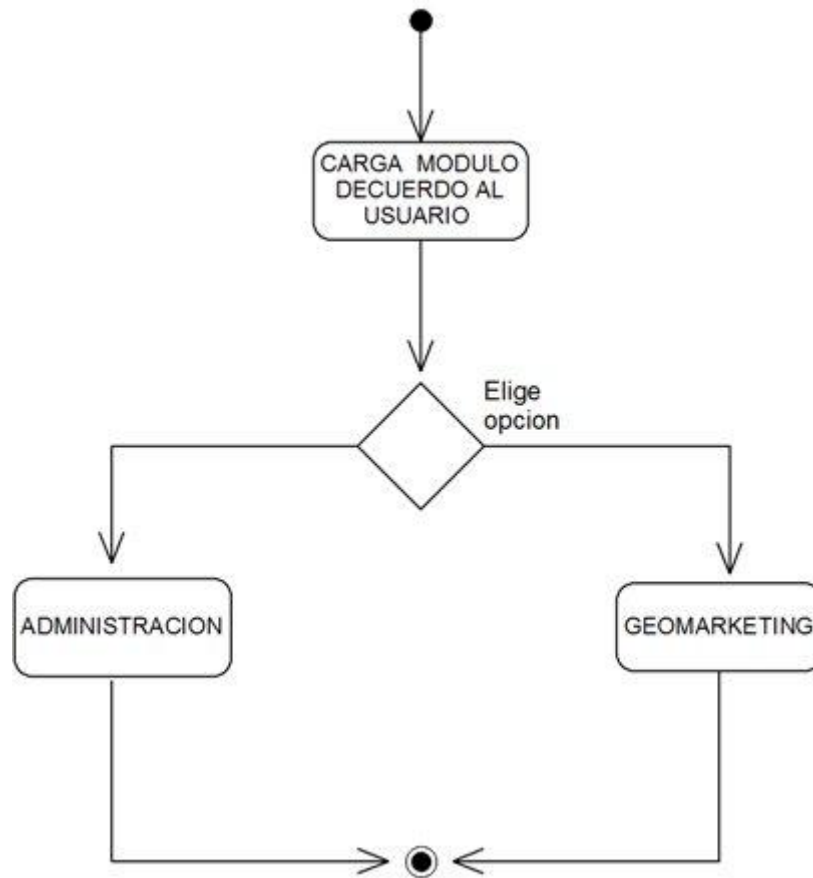 CARGA MODULO
DECUERDO AL
USUARIO
Elige
opcion
ADMINISTRACION
GEOMARKETING